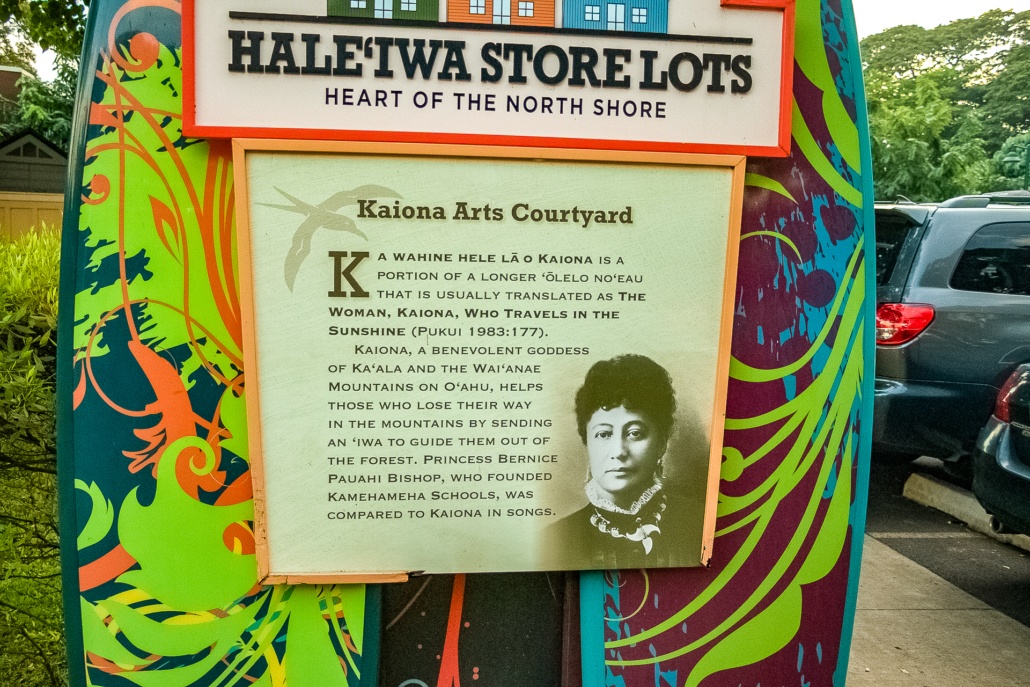 HALEʻIWA STORE LOTS
HEART OF THE NORTH SHORE
Kaiona Arts Courtyard
KA WAHINE HELE LĀ O KAIONA IS A
PORTION OF A LONGER ʻŌLELO NOʻEAU
THAT IS USUALLY TRANSLATED AS THE
WOMAN, KAIONA, WHO TRAVELS IN THE
SUNSHINE (PUKUI 1983:177).
KAIONA, A BENEVOLENT GODDESS
OF KAʻALA AND THE WAIʻANAE
MOUNTAINS ON OʻAHU, HELPS
THOSE WHO LOSE THEIR WAY
IN THE MOUNTAINS BY SENDING
AN ʻIWA TO GUIDE THEM OUT OF
THE FOREST. PRINCESS BERNICE
PAUAHI BISHOP, WHO FOUNDED
KAMEHAMEHA SCHOOLS, WAS
COMPARED TO KAIONA IN SONGS.